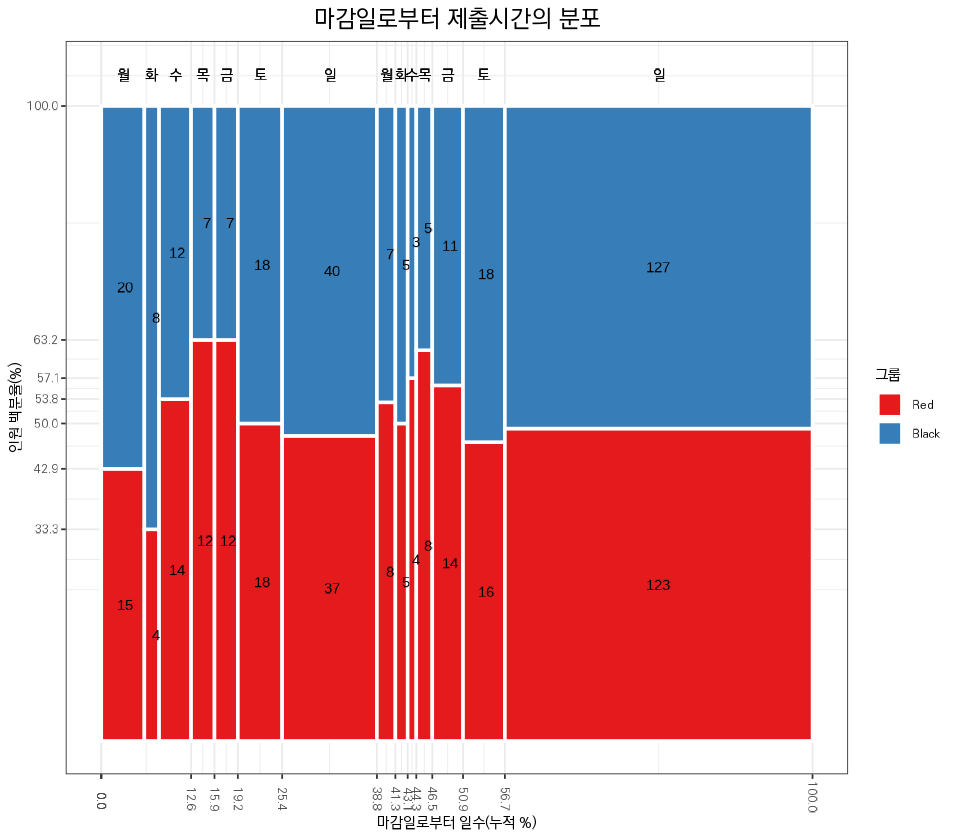 마감일로부터 제출시간의 분포
월 화 수 목 금 토 일 월 화 수 목 금 토 일
100.0
63.2
57.1
53.8
50.0
42.9
33.3
인원 백분율(%)
20 8 12 7 7 18 40 7 5 3 5 11 18 127
15 4 14 12 12 18 37 8 5 4 8 14 16 123
0.0 12.6 15.9 19.2 25.4 38.8 41.3 43.1 44.3 46.5 50.9 56.7 100.0
마감일로부터 일수(누적 %)
그룹
Red
Black